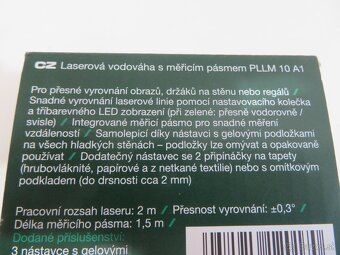 CZ Laserová vodováha s měřicím pásmem PLLM 10 A1
Pro přesné vyrovnání obrazů, držáků na stěnu nebo regálů
Snadné vyrovnání laserové linie pomocí nastavovacího kolečka
a tříbarevného LED zobrazení (při zelené: přesně vodorovně /
svisle) • Integrované měřicí pásmo pro snadné měření
vzdáleností • Samolepicí díky nástavci s gelovými podložkami
na všech hladkých stěnách – podložky lze omývat a opakovaně
používat • Dodatečný nástavec se 2 připínáčky na tapety
(hrubovláknité, papírové a z netkané textilie) nebo s omítkovým
podkladem (do drsnosti cca 2 mm)
Pracovní rozsah laseru: 2 m / Přesnost vyrovnání: ±0,3°
Délka měřicího pásma: 1,5 m
Dodané příslušenství:
3 nástavce s gelovými